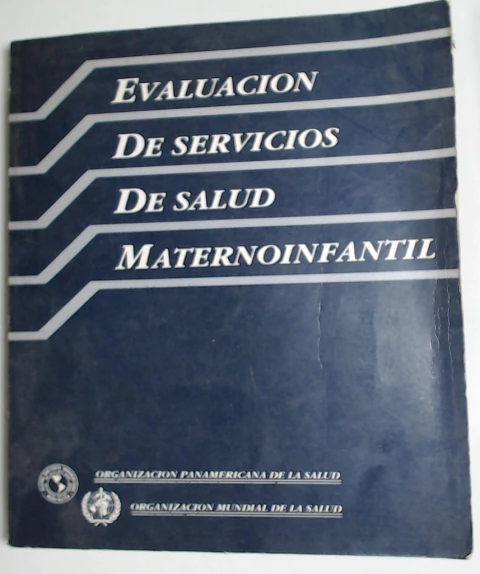 EVALUACION
DE SERVICIOS
DE SALUD
MATERNOINFANTIL
ORGANIZACION PANAMERICANA DE LA SALUD
ORGANIZACION MUNDIAL DE LA SALUD